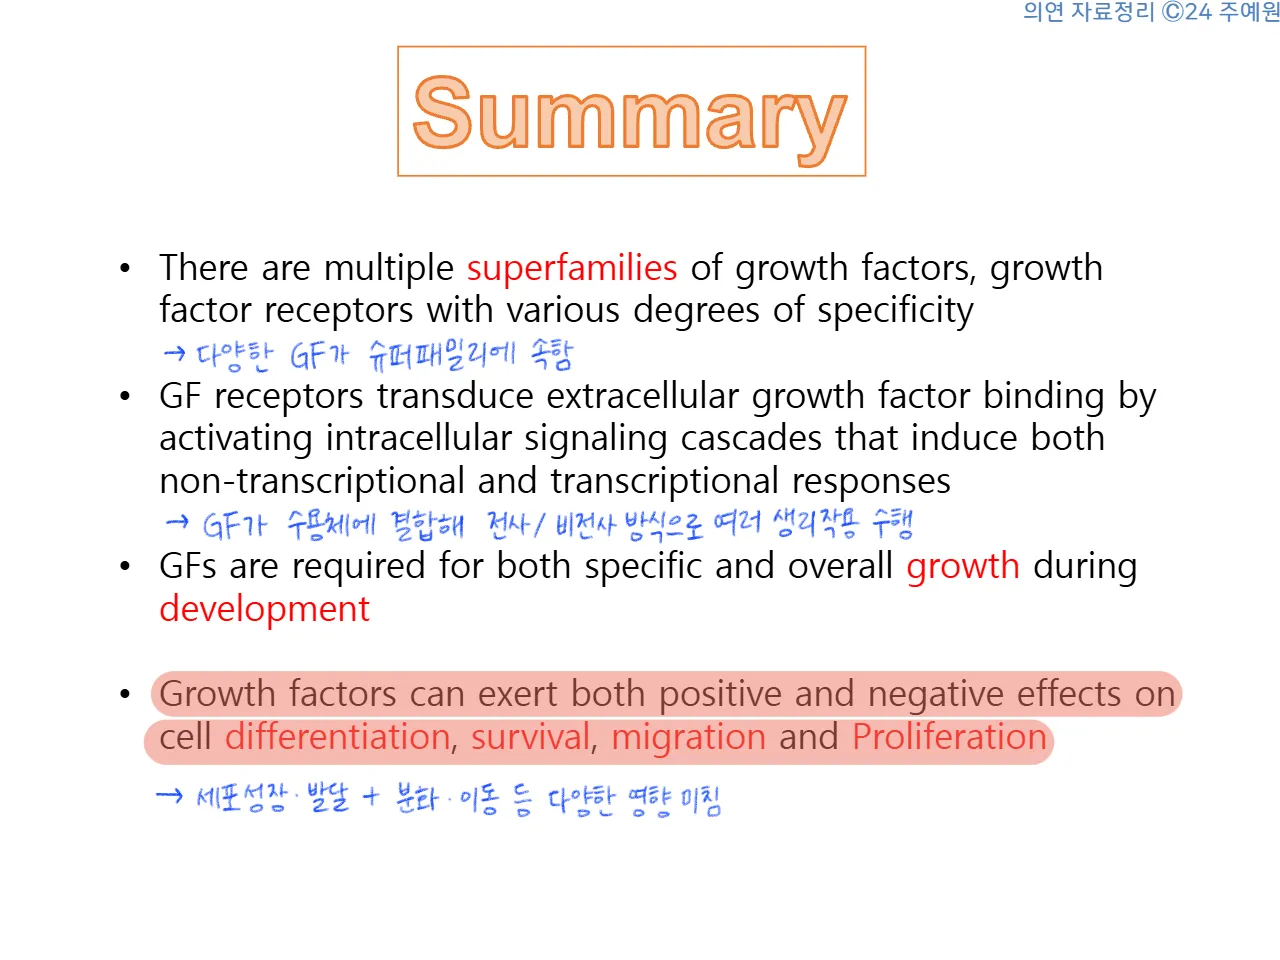 의연 자료정리 ©24 주예원
Summary
• There are multiple superfamilies of growth factors, growth
factor receptors with various degrees of specificity
→ 다양한 GF가 슈퍼패밀리에 속함
• GF receptors transduce extracellular growth factor binding by
activating intracellular signaling cascades that induce both
non-transcriptional and transcriptional responses
→ GF가 수용체에 결합해 전사/비전사 방식으로 여러 생리작용 수행
• GFs are required for both specific and overall growth during
development
• Growth factors can exert both positive and negative effects on
cell differentiation, survival, migration and Proliferation
→ 세포성장·발달 + 분화·이동 등 다양한 영향 미침